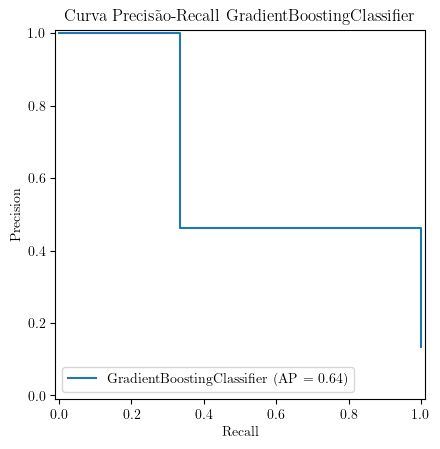 Curva Precisão-Recall GradientBoostingClassifier
1.0
0.8
0.6
0.4
0.2
0.0
Precision
GradientBoostingClassifier (AP = 0.64)
0.0 0.2 0.4 0.6 0.8 1.0
Recall